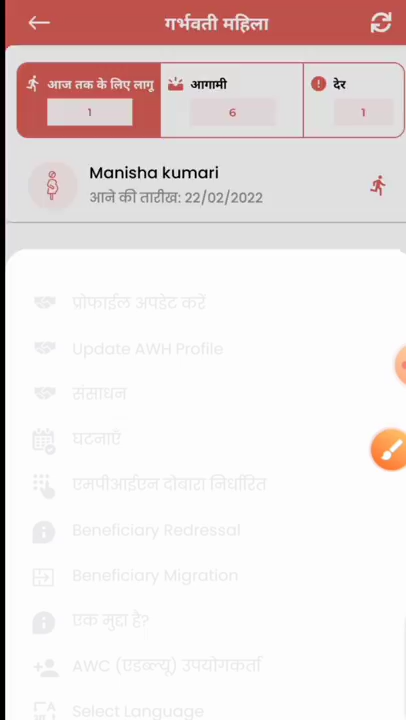 गर्भवती महिला
आज तक के लिए लागू
1
आगामी
6
देर
1
Manisha kumari
आने की तारीख: 22/02/2022
प्रोफाईल अपडेट करें
Update AWH Profile
संसाधन
घटनाएँ
एमपीआईएन दोबारा निर्धारित
Beneficiary Redressal
Beneficiary Migration
एक मुद्दा है?
AWC (एडब्ल्यू) उपयोगकर्ता
Select Language